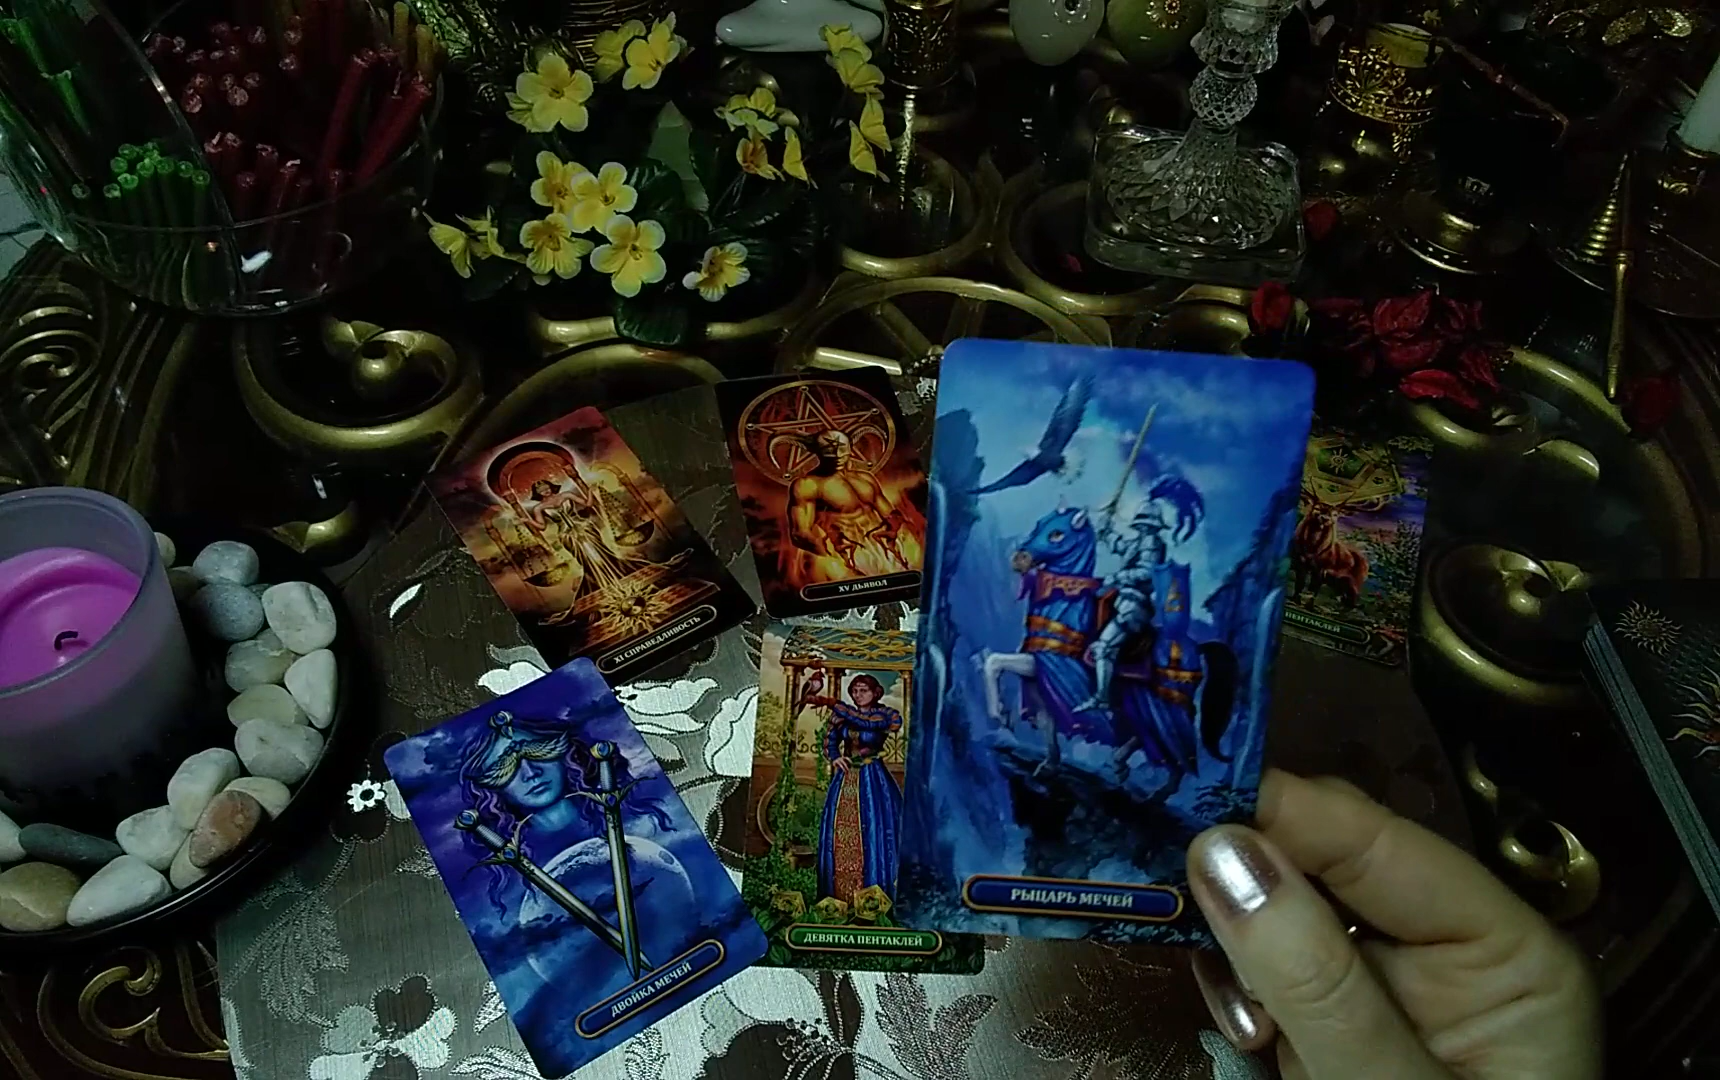 XV ДЬЯВОЛ
XI СПРАВЕДЛИВОСТЬ
ПЕНТАКЛЕЙ
РЫЦАРЬ МЕЧЕЙ
ДЕВЯТКА ПЕНТАКЛЕЙ
ДВОЙКА МЕЧЕЙ